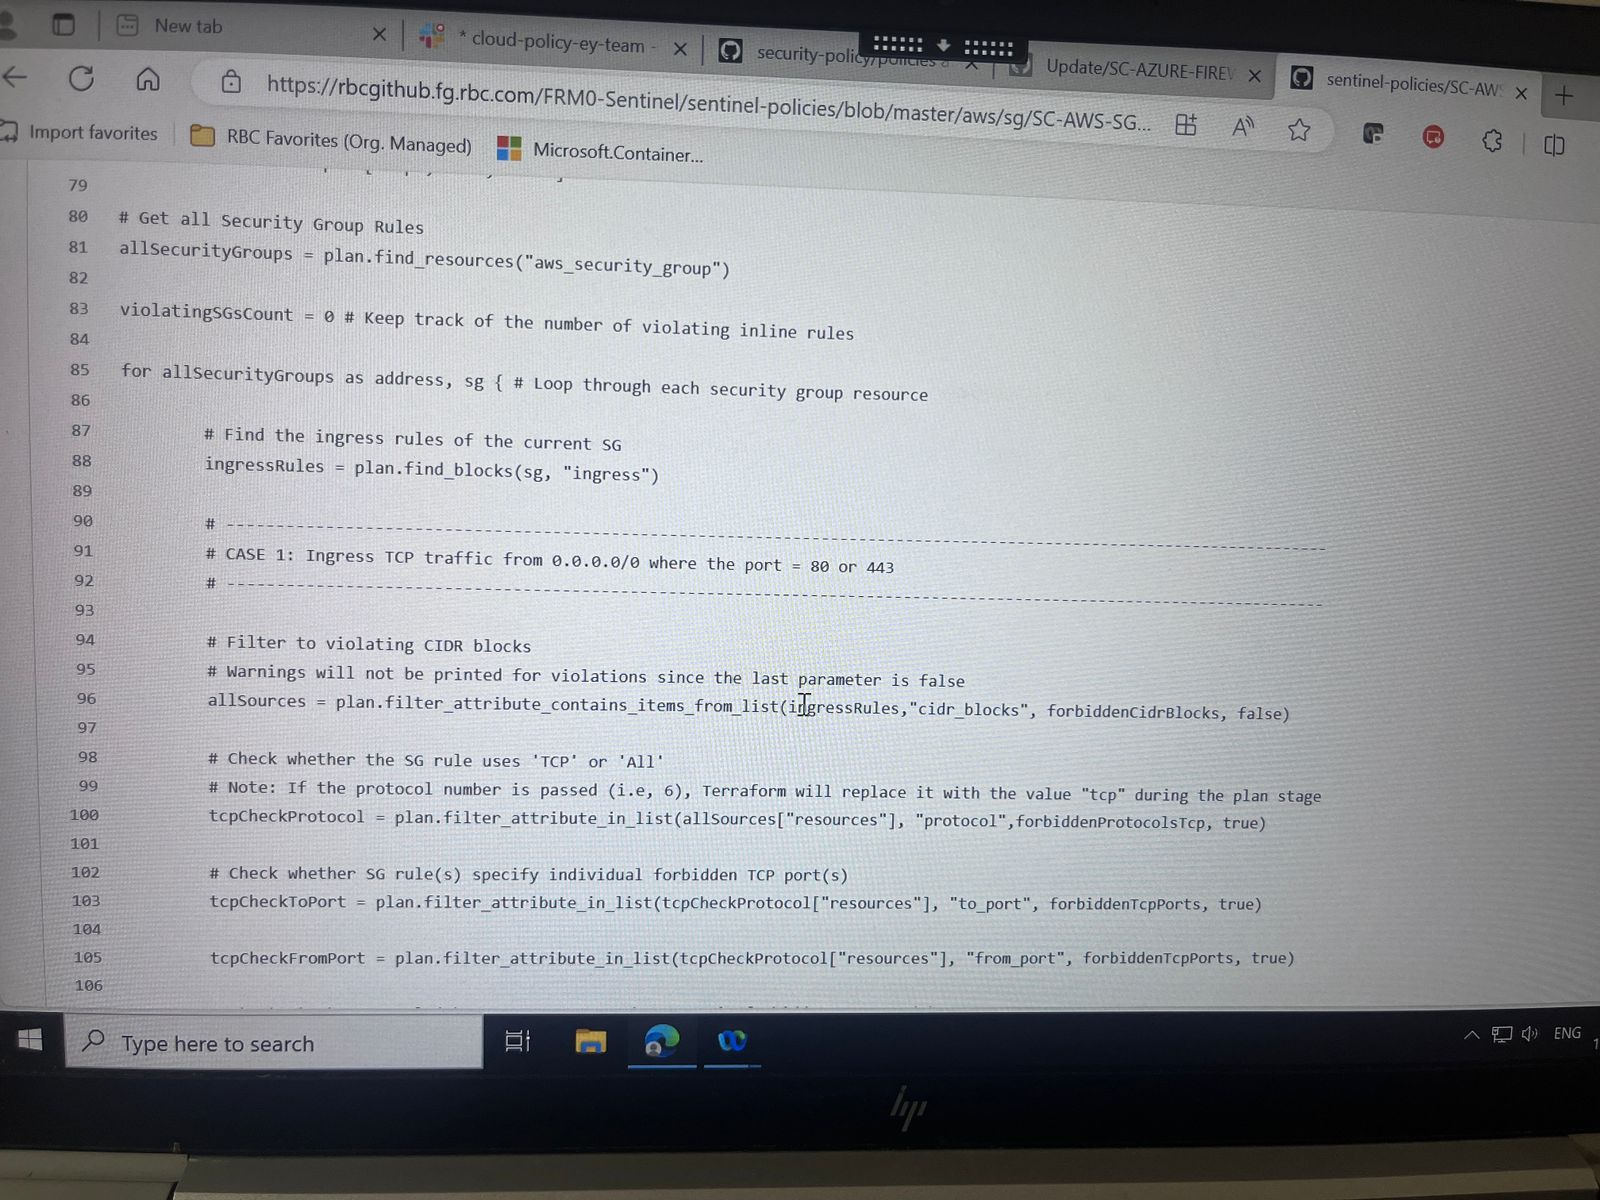 New tab
* cloud-policy-ey-team -
security-policy/policies a
Update/SC-AZURE-FIREW
sentinel-policies/SC-AWS
https://rbcgithub.fg.rbc.com/FRM0-Sentinel/sentinel-policies/blob/master/aws/sg/SC-AWS-SG...
Import favorites
RBC Favorites (Org. Managed)
Microsoft.Container...
79
80 # Get all Security Group Rules
81 allSecurityGroups = plan.find_resources("aws_security_group")
82
83 violatingSGsCount = 0 # Keep track of the number of violating inline rules
84
85 for allSecurityGroups as address, sg { # Loop through each security group resource
86
87 # Find the ingress rules of the current SG
88 ingressRules = plan.find_blocks(sg, "ingress")
89
90 # --------------------------------------------------------------------------------
91 # CASE 1: Ingress TCP traffic from 0.0.0.0/0 where the port = 80 or 443
92 # --------------------------------------------------------------------------------
93
94 # Filter to violating CIDR blocks
95 # Warnings will not be printed for violations since the last parameter is false
96 allSources = plan.filter_attribute_contains_items_from_list(ingressRules,"cidr_blocks", forbiddenCidrBlocks, false)
97
98 # Check whether the SG rule uses 'TCP' or 'All'
99 # Note: If the protocol number is passed (i.e, 6), Terraform will replace it with the value "tcp" during the plan stage
100 tcpCheckProtocol = plan.filter_attribute_in_list(allSources["resources"], "protocol",forbiddenProtocolsTcp, true)
101
102 # Check whether SG rule(s) specify individual forbidden TCP port(s)
103 tcpCheckToPort = plan.filter_attribute_in_list(tcpCheckProtocol["resources"], "to_port", forbiddenTcpPorts, true)
104
105 tcpCheckFromPort = plan.filter_attribute_in_list(tcpCheckProtocol["resources"], "from_port", forbiddenTcpPorts, true)
106
Type here to search
ENG
hp